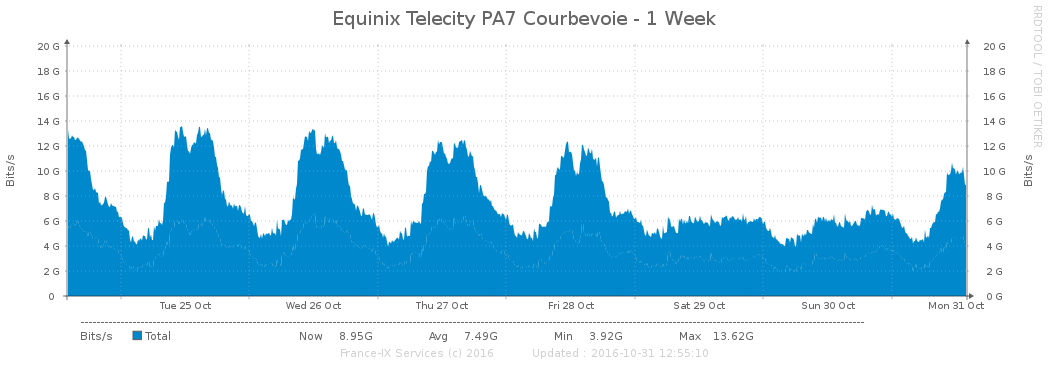 Equinix Telecity PA7 Courbevoie - 1 Week
RRDTOOL / TOBI OETIKER
Bits/s
Bits/s
20 G 20 G
18 G 18 G
16 G 16 G
14 G 14 G
12 G 12 G
10 G 10 G
8 G 8 G
6 G 6 G
4 G 4 G
2 G 2 G
0 0 G
Tue 25 Oct Wed 26 Oct Thu 27 Oct Fri 28 Oct Sat 29 Oct Sun 30 Oct Mon 31 Oct
Bits/s Total Now 8.95G Avg 7.49G Min 3.92G Max 13.62G
France-IX Services (c) 2016 Updated : 2016-10-31 12:55:10